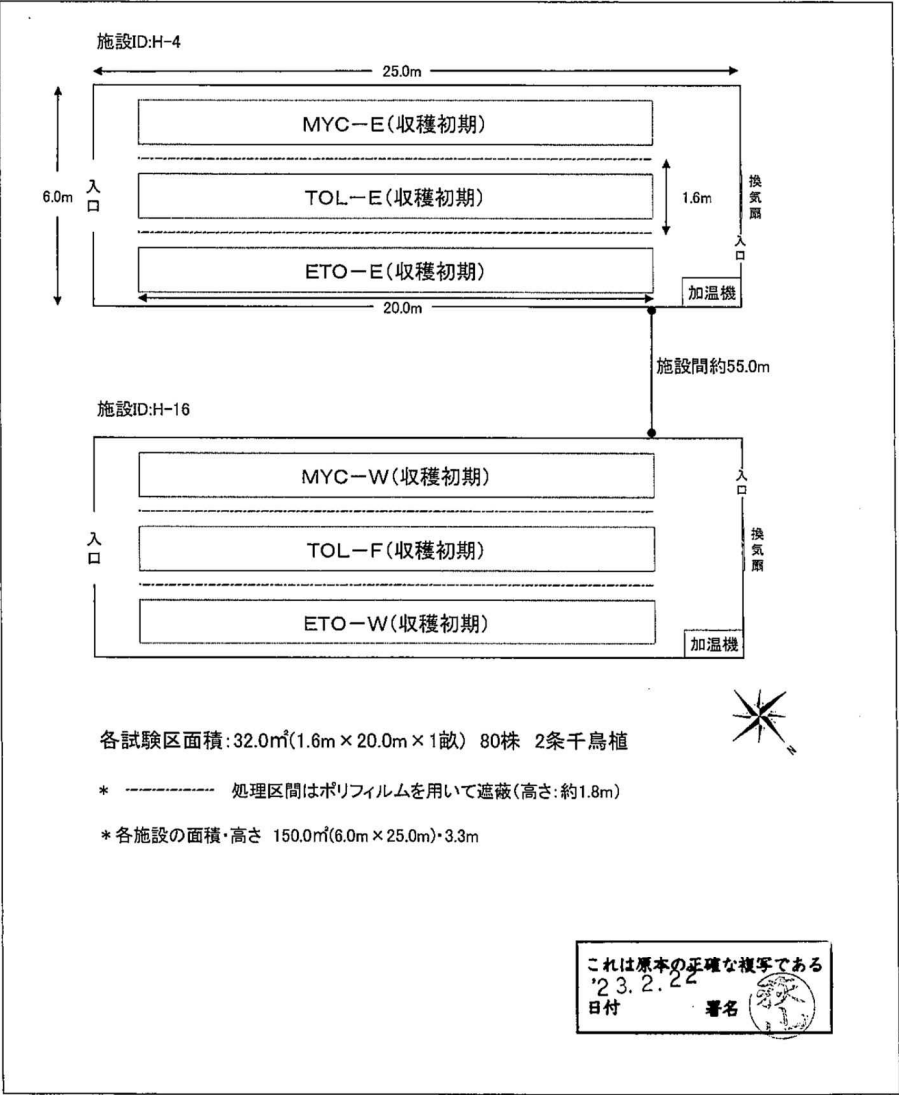 施設ID:H-4
25.0m
MYC-E(収穫初期)
6.0m
入口
TOL-E(収穫初期)
1.6m
換気扇
入口
ETO-E(収穫初期)
加温機
20.0m
施設間約55.0m
施設ID:H-16
MYC-W(収穫初期)
入口
入口
TOL-F(収穫初期)
換気扇
ETO-W(収穫初期)
加温機
N
各試験区面積:32.0㎡(1.6m×20.0m×1畝) 80株 2条千鳥植
* ---------- 処理区間はポリフィルムを用いて遮蔽(高さ:約1.8m)
*各施設の面積・高さ 150.0㎡(6.0m×25.0m)・3.3m
これは原本の正確な複写である
'23.2.22
日付 署名